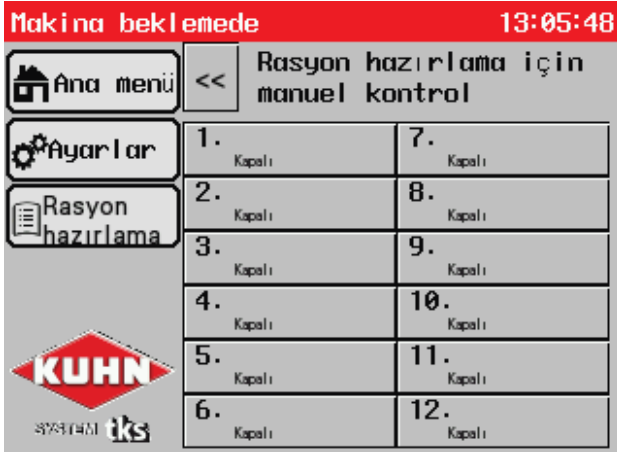 Makina beklemede 13:05:48
Ana menü
<<
Rasyon hazırlama için
manuel kontrol
Ayarlar
Rasyon
hazırlama
1.
Kapalı
7.
Kapalı
2.
Kapalı
8.
Kapalı
3.
Kapalı
9.
Kapalı
4.
Kapalı
10.
Kapalı
5.
Kapalı
11.
Kapalı
6.
Kapalı
12.
Kapalı
KUHN
SYSTEM tks